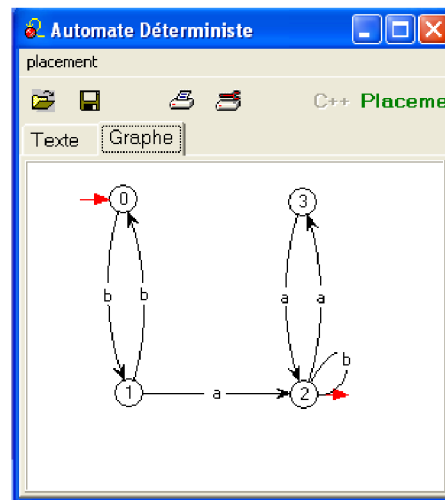 Automate Déterministe
placement
C++ Placeme
Texte Graphe
0 3
b b a a
b
1 a 2